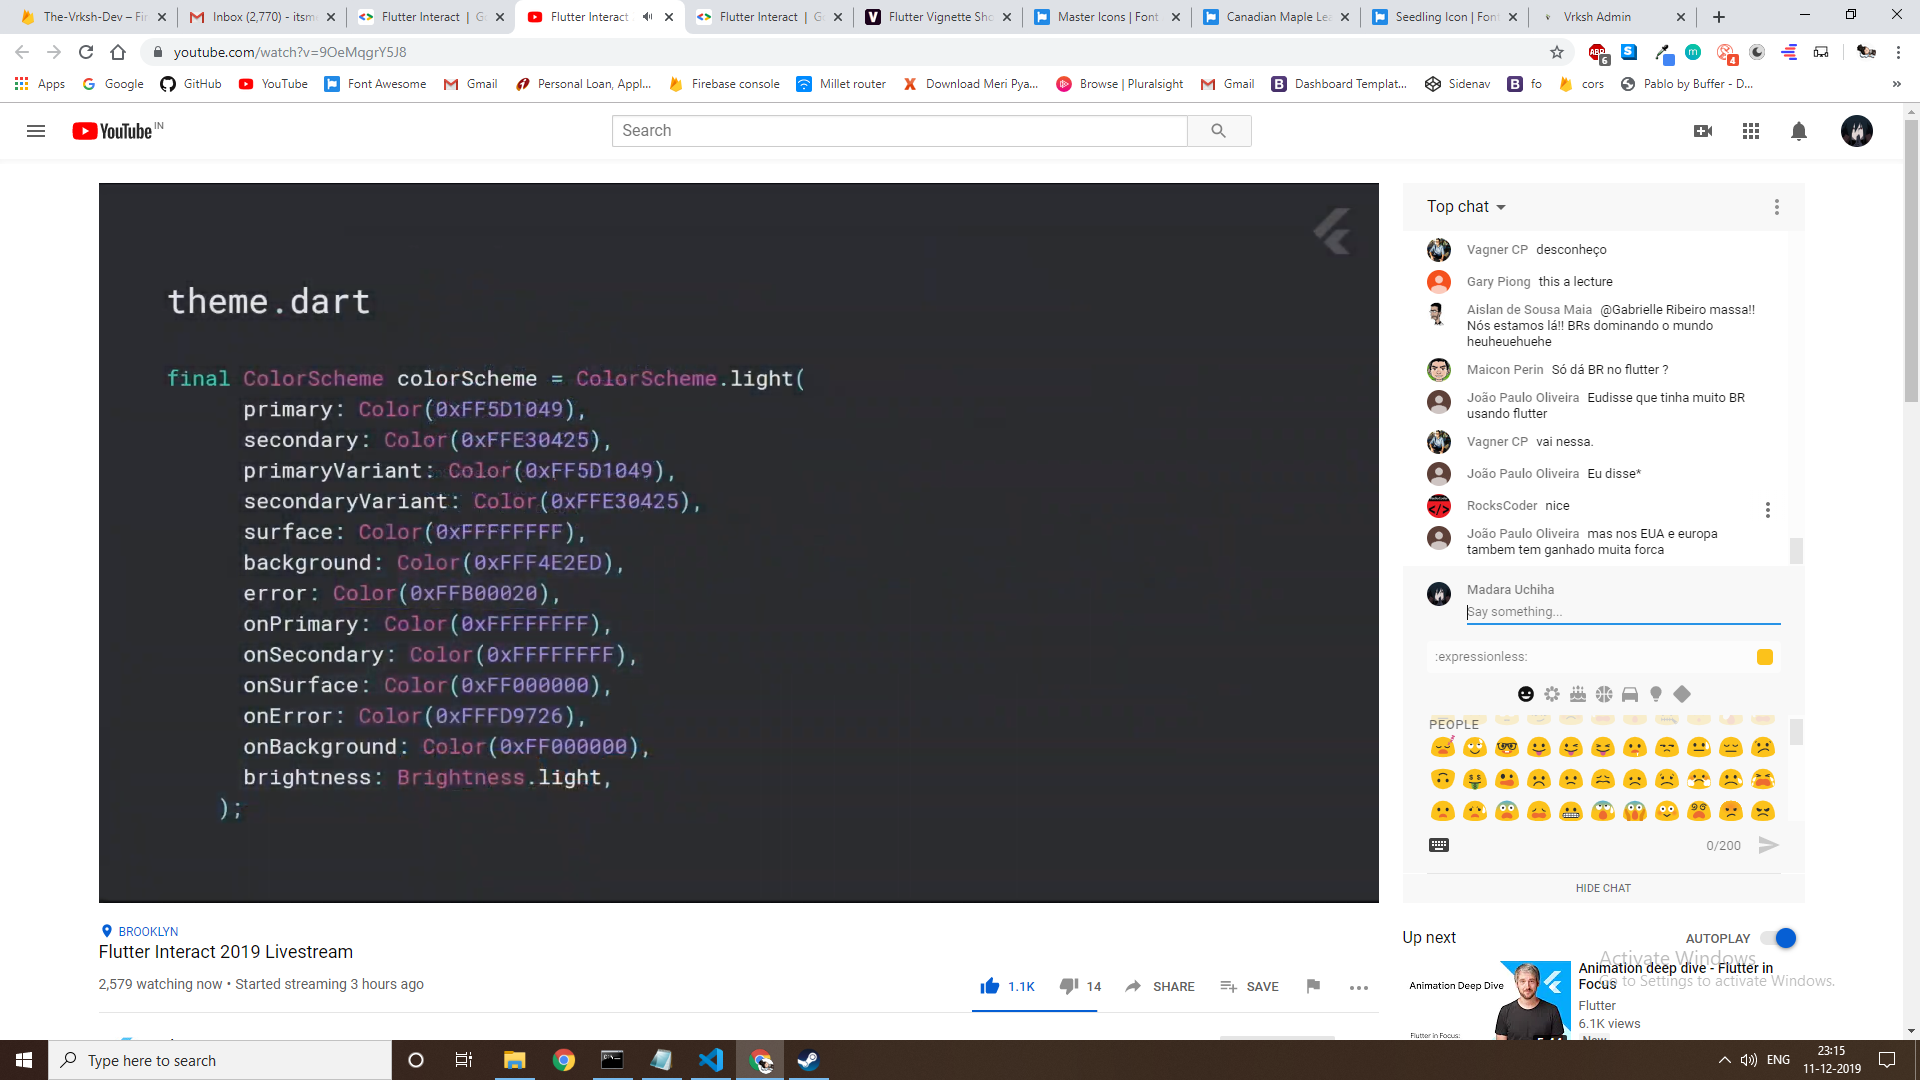 The-Vrksh-Dev – Fir
Inbox (2,770) - itsm
Flutter Interact | G
Flutter Interact
Flutter Interact | G
Flutter Vignette Sho
Master Icons | Font
Canadian Maple Lea
Seedling Icon | Font
Vrksh Admin
youtube.com/watch?v=9OeMqgrY5J8
Apps
Google
GitHub
YouTube
Font Awesome
Gmail
Personal Loan, Appl...
Firebase console
Millet router
Download Meri Pya...
Browse | Pluralsight
Gmail
Dashboard Templat...
Sidenav
fo
cors
Pablo by Buffer - D...
YouTube IN
Search
theme.dart
final ColorScheme colorScheme = ColorScheme.light(
primary: Color(0xFF5D1049),
secondary: Color(0xFFE30425),
primaryVariant: Color(0xFF5D1049),
secondaryVariant: Color(0xFFE30425),
surface: Color(0xFFFFFFFF),
background: Color(0xFFF4E2ED),
error: Color(0xFFB00020),
onPrimary: Color(0xFFFFFFFF),
onSecondary: Color(0xFFFFFFFF),
onSurface: Color(0xFF000000),
onError: Color(0xFFFD9726),
onBackground: Color(0xFF000000),
brightness: Brightness.light,
);
Top chat
Vagner CP desconheço
Gary Piong this a lecture
Aislan de Sousa Maia @Gabrielle Ribeiro massa!!
Nós estamos lá!! BRs dominando o mundo
heuheuehuehe
Maicon Perin Só dá BR no flutter ?
João Paulo Oliveira Eudisse que tinha muito BR
usando flutter
Vagner CP vai nessa.
João Paulo Oliveira Eu disse*
RocksCoder nice
João Paulo Oliveira mas nos EUA e europa
tambem tem ganhado muita forca
Madara Uchiha
Say something...
:expressionless:
PEOPLE
0/200
HIDE CHAT
BROOKLYN
Flutter Interact 2019 Livestream
2,579 watching now • Started streaming 3 hours ago
1.1K
14
SHARE
SAVE
Up next
AUTOPLAY
Activate Windows
Go to Settings to activate Windows.
Animation Deep Dive
Flutter in Focus:
Animation deep dive - Flutter in
Focus
Flutter
6.1K views
Type here to search
ENG
23:15
11-12-2019